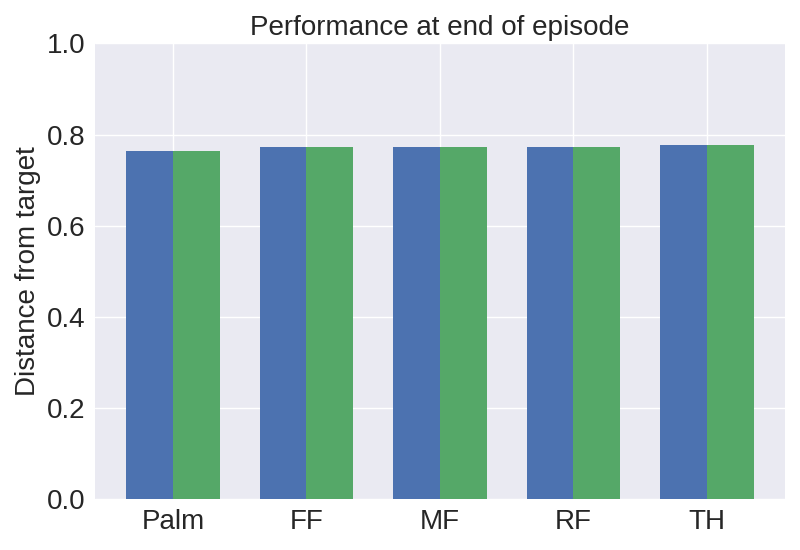 Performance at end of episode
Distance from target
1.0
0.8
0.6
0.4
0.2
0.0
Palm FF MF RF TH